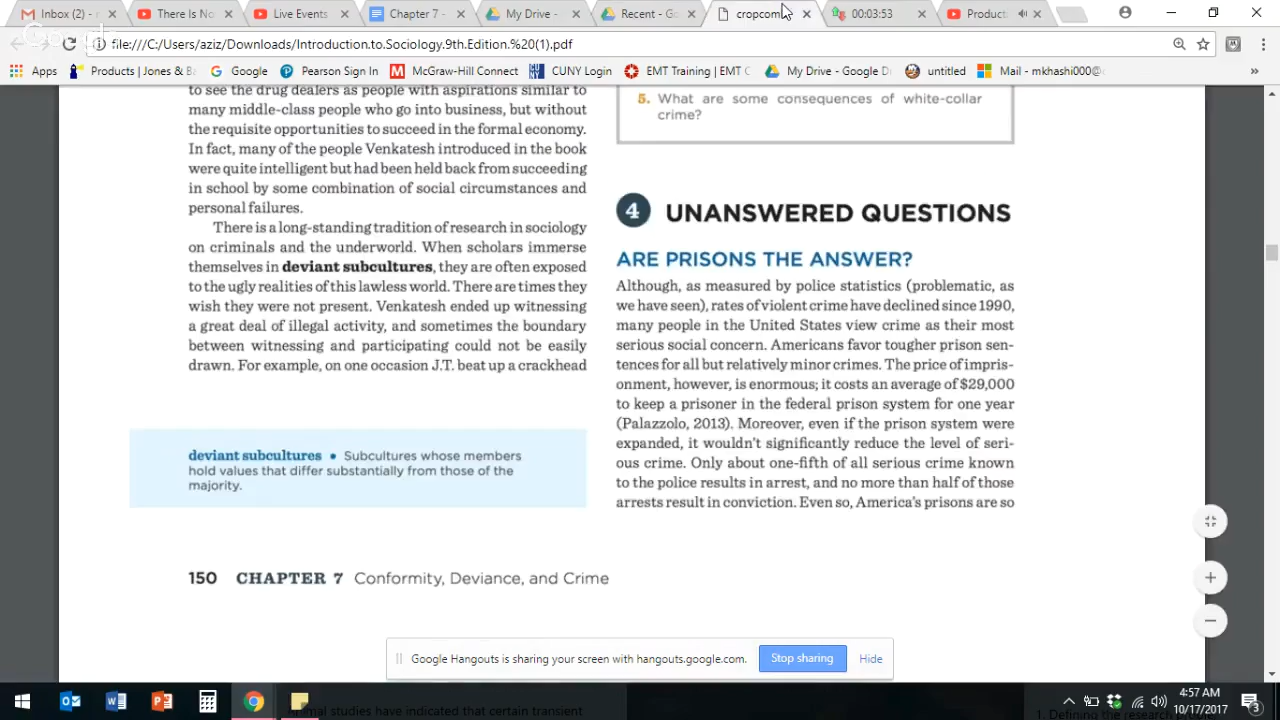 Inbox (2) -
There Is No
Live Events
Chapter 7 -
My Drive -
Recent - Go
cropcom
00:03:53
Product
file:///C:/Users/aziz/Downloads/Introduction.to.Sociology.9th.Edition.%20(1).pdf
Apps
Products | Jones & Ba
Google
Pearson Sign In
McGraw-Hill Connect
CUNY Login
EMT Training | EMT C
My Drive - Google Dr
untitled
Mail - mkhashi000@c
»
to see the drug dealers as people with aspirations similar to
many middle-class people who go into business, but without
the requisite opportunities to succeed in the formal economy.
In fact, many of the people Venkatesh introduced in the book
were quite intelligent but had been held back from succeeding
in school by some combination of social circumstances and
personal failures.
There is a long-standing tradition of research in sociology
on criminals and the underworld. When scholars immerse
themselves in deviant subcultures, they are often exposed
to the ugly realities of this lawless world. There are times they
wish they were not present. Venkatesh ended up witnessing
a great deal of illegal activity, and sometimes the boundary
between witnessing and participating could not be easily
drawn. For example, on one occasion J.T. beat up a crackhead
deviant subcultures • Subcultures whose members
hold values that differ substantially from those of the
majority.
150 CHAPTER 7 Conformity, Deviance, and Crime
5. What are some consequences of white-collar
crime?
4 UNANSWERED QUESTIONS
ARE PRISONS THE ANSWER?
Although, as measured by police statistics (problematic, as
we have seen), rates of violent crime have declined since 1990,
many people in the United States view crime as their most
serious social concern. Americans favor tougher prison sen-
tences for all but relatively minor crimes. The price of impris-
onment, however, is enormous; it costs an average of $29,000
to keep a prisoner in the federal prison system for one year
(Palazzolo, 2013). Moreover, even if the prison system were
expanded, it wouldn't significantly reduce the level of seri-
ous crime. Only about one-fifth of all serious crime known
to the police results in arrest, and no more than half of those
arrests result in conviction. Even so, America's prisons are so
Google Hangouts is sharing your screen with hangouts.google.com.
Stop sharing
Hide
mal studies have indicated that certain transient
4:57 AM
10/17/2017
3